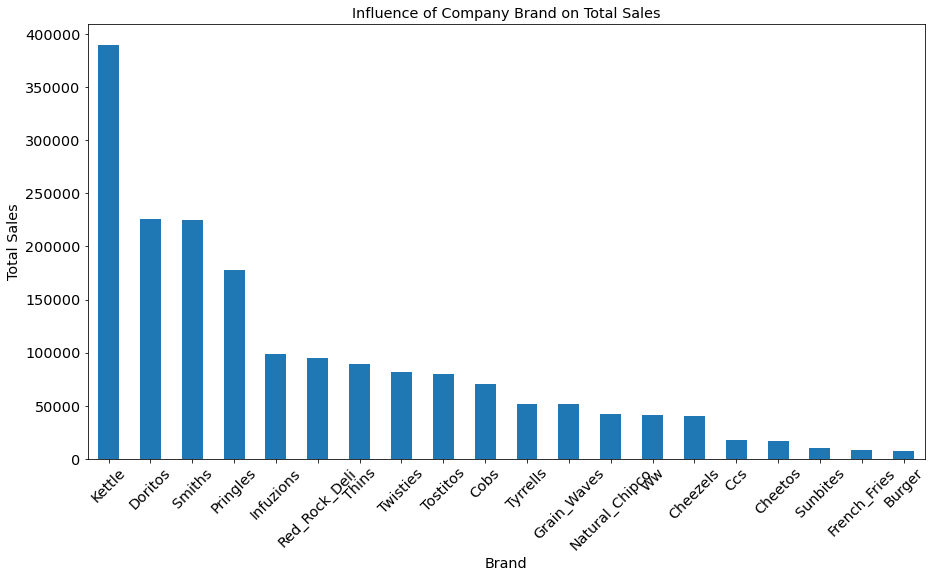 Influence of Company Brand on Total Sales
Total Sales
400000
350000
300000
250000
200000
150000
100000
50000
0
Kettle
Doritos
Smiths
Pringles
Infuzions
Red_Rock_Deli
Thins
Twisties
Tostitos
Cobs
Tyrrells
Grain_Waves
Natural_Chipco
Ww
Cheezels
Ccs
Cheetos
Sunbites
French_Fries
Burger
Brand